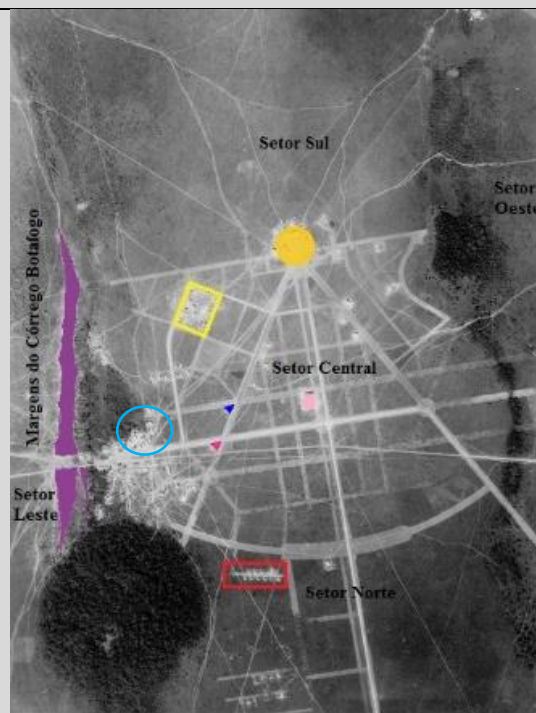 Setor Sul
Setor
Oeste
Margens do Córrego Botafogo
Setor Central
Setor
Leste
Setor Norte